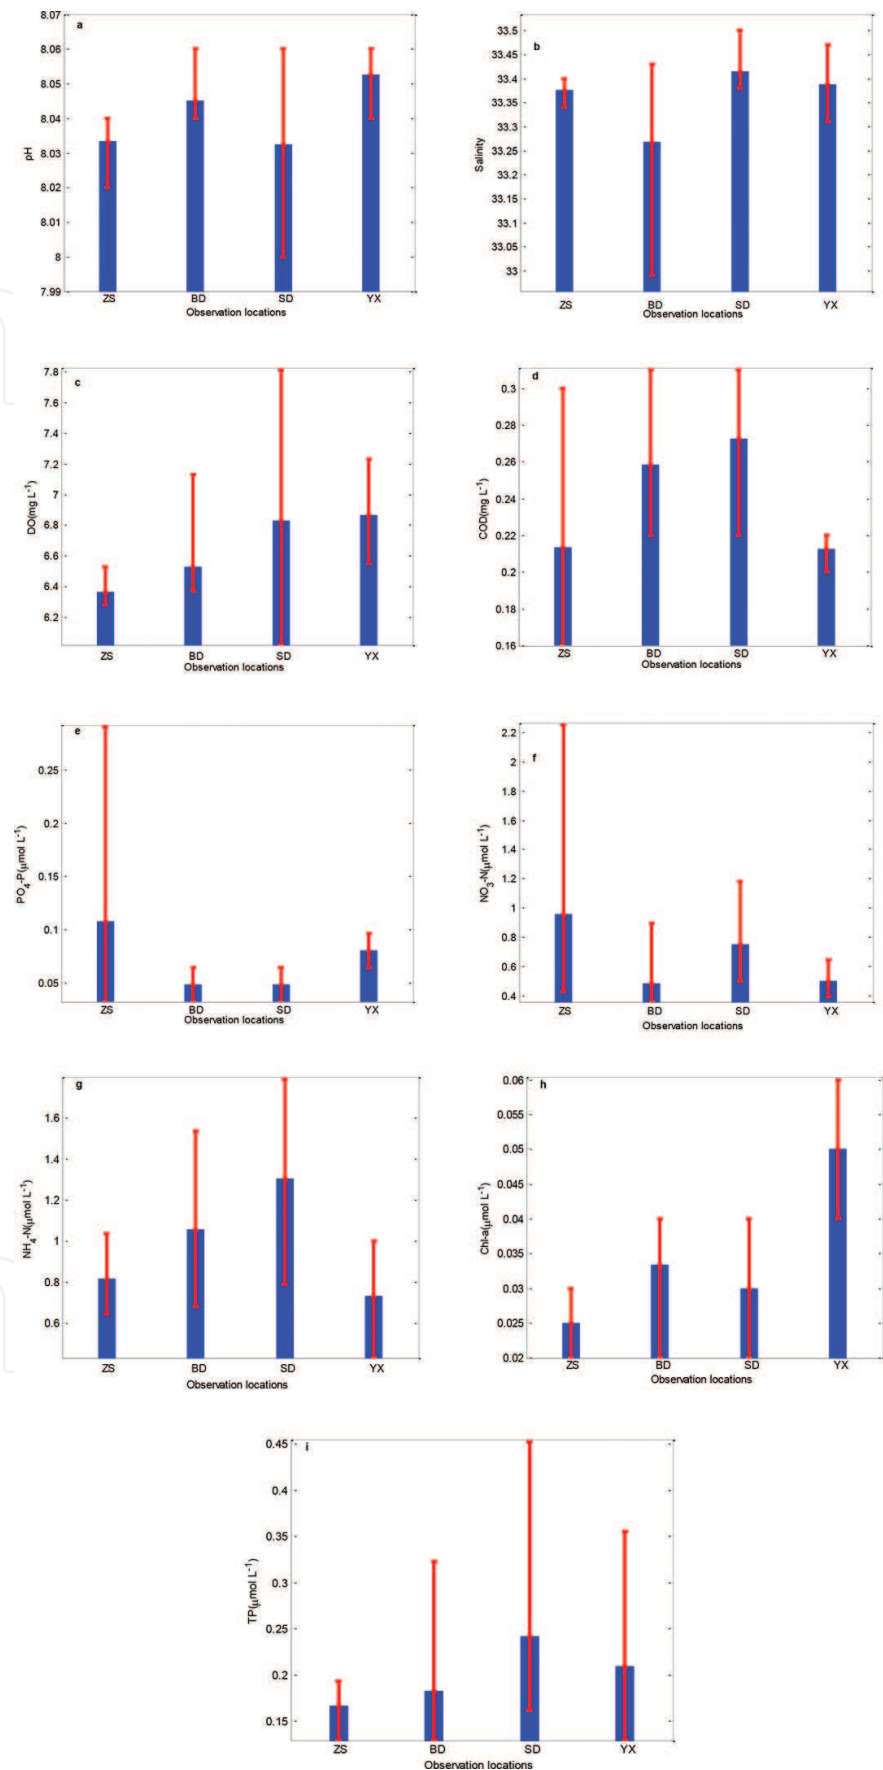 a
8.07
8.06
8.05
8.04
8.03
8.02
8.01
8
7.99
pH
ZS BD SD YX
Observation locations
b
33.5
33.45
33.4
33.35
33.3
33.25
33.2
33.15
33.1
33.05
33
Salinity
ZS BD SD YX
Observation locations
c
7.8
7.6
7.4
7.2
7
6.8
6.6
6.4
6.2
DO(mg L⁻¹)
ZS BD SD YX
Observation locations
d
0.3
0.28
0.26
0.24
0.22
0.2
0.18
0.16
COD(mg L⁻¹)
ZS BD SD YX
Observation locations
e
0.25
0.2
0.15
0.1
0.05
PO₄-P(μmol L⁻¹)
ZS BD SD YX
Observation locations
f
2.2
2
1.8
1.6
1.4
1.2
1
0.8
0.6
0.4
NO₃-N(μmol L⁻¹)
ZS BD SD YX
Observation locations
g
1.6
1.4
1.2
1
0.8
0.6
NH₄-N(μmol L⁻¹)
ZS BD SD YX
Observation locations
h
0.06
0.055
0.05
0.045
0.04
0.035
0.03
0.025
0.02
Chl-a(μmol L⁻¹)
ZS BD SD YX
Observation locations
i
0.45
0.4
0.35
0.3
0.25
0.2
0.15
TP(μmol L⁻¹)
ZS BD SD YX
Observation locations